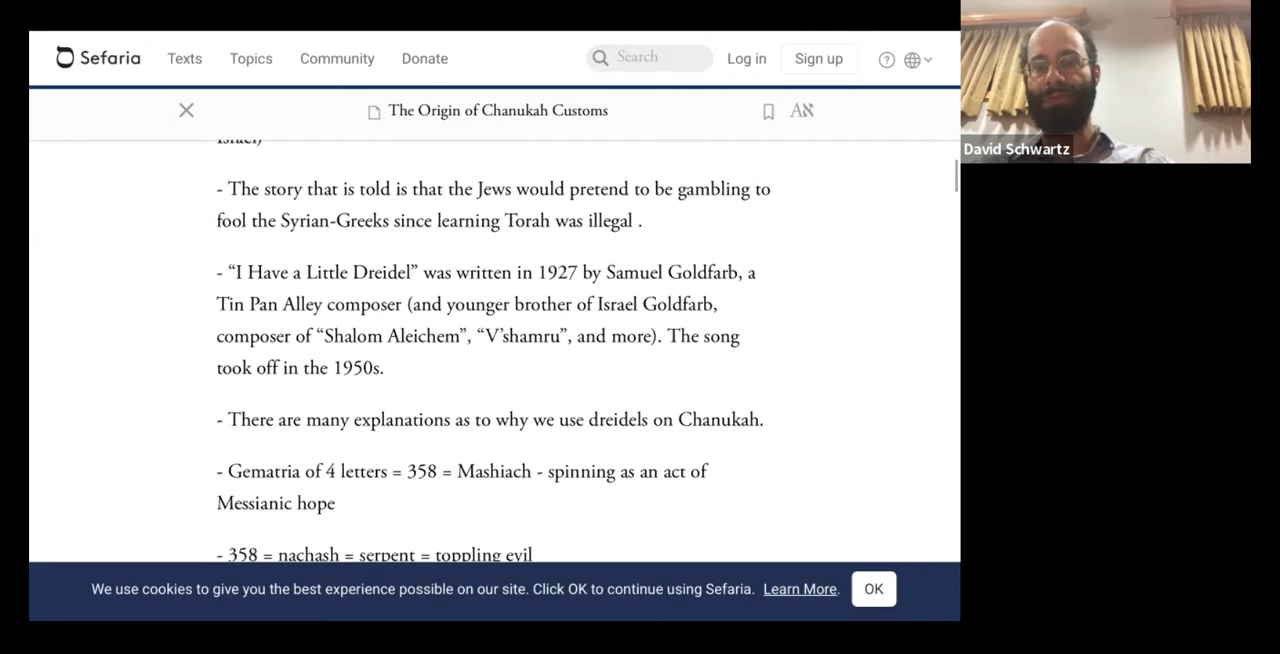 Sefaria Texts Topics Community Donate Search Log in Sign up
The Origin of Chanukah Customs Aא
Israel)
- The story that is told is that the Jews would pretend to be gambling to
fool the Syrian-Greeks since learning Torah was illegal .
- “I Have a Little Dreidel” was written in 1927 by Samuel Goldfarb, a
Tin Pan Alley composer (and younger brother of Israel Goldfarb,
composer of “Shalom Aleichem”, “V’shamru”, and more). The song
took off in the 1950s.
- There are many explanations as to why we use dreidels on Chanukah.
- Gematria of 4 letters = 358 = Mashiach - spinning as an act of
Messianic hope
- 358 = nachash = serpent = toppling evil
We use cookies to give you the best experience possible on our site. Click OK to continue using Sefaria. Learn More. OK
David Schwartz